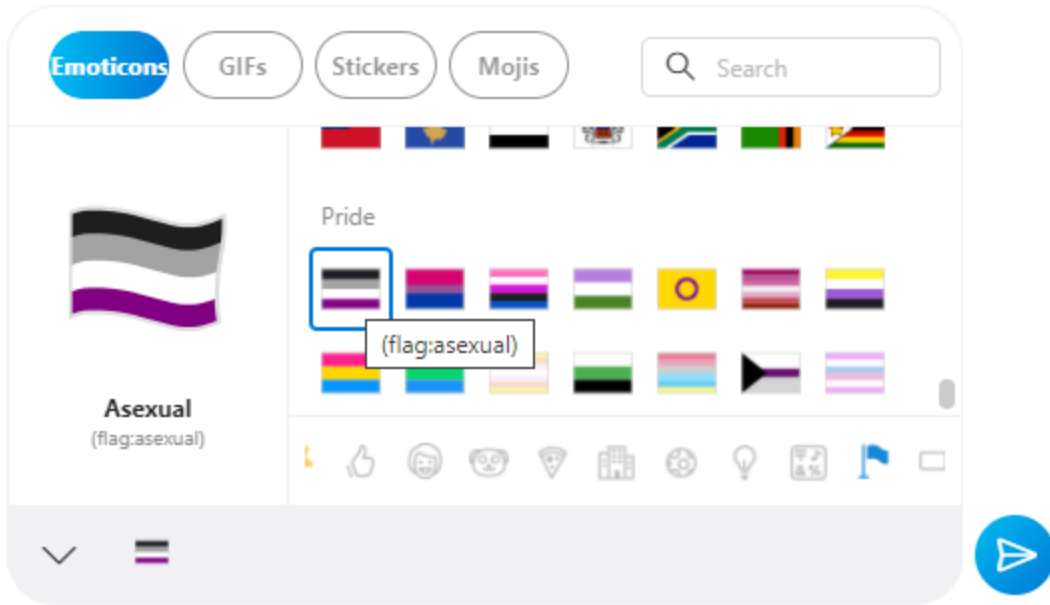 Emoticons GIFs Stickers Mojis Search
Pride
(flag:asexual)
Asexual
(flag:asexual)